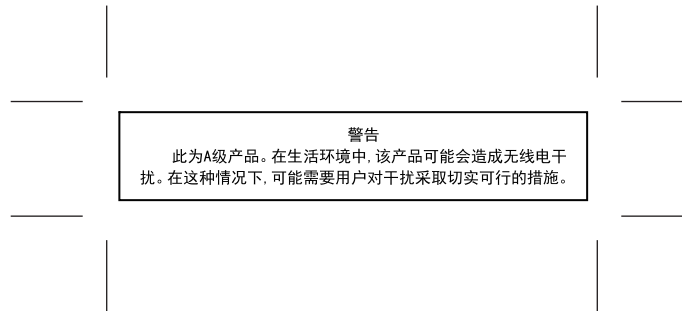 警告
此为A级产品。在生活环境中,该产品可能会造成无线电干
扰。在这种情况下,可能需要用户对干扰采取切实可行的措施。